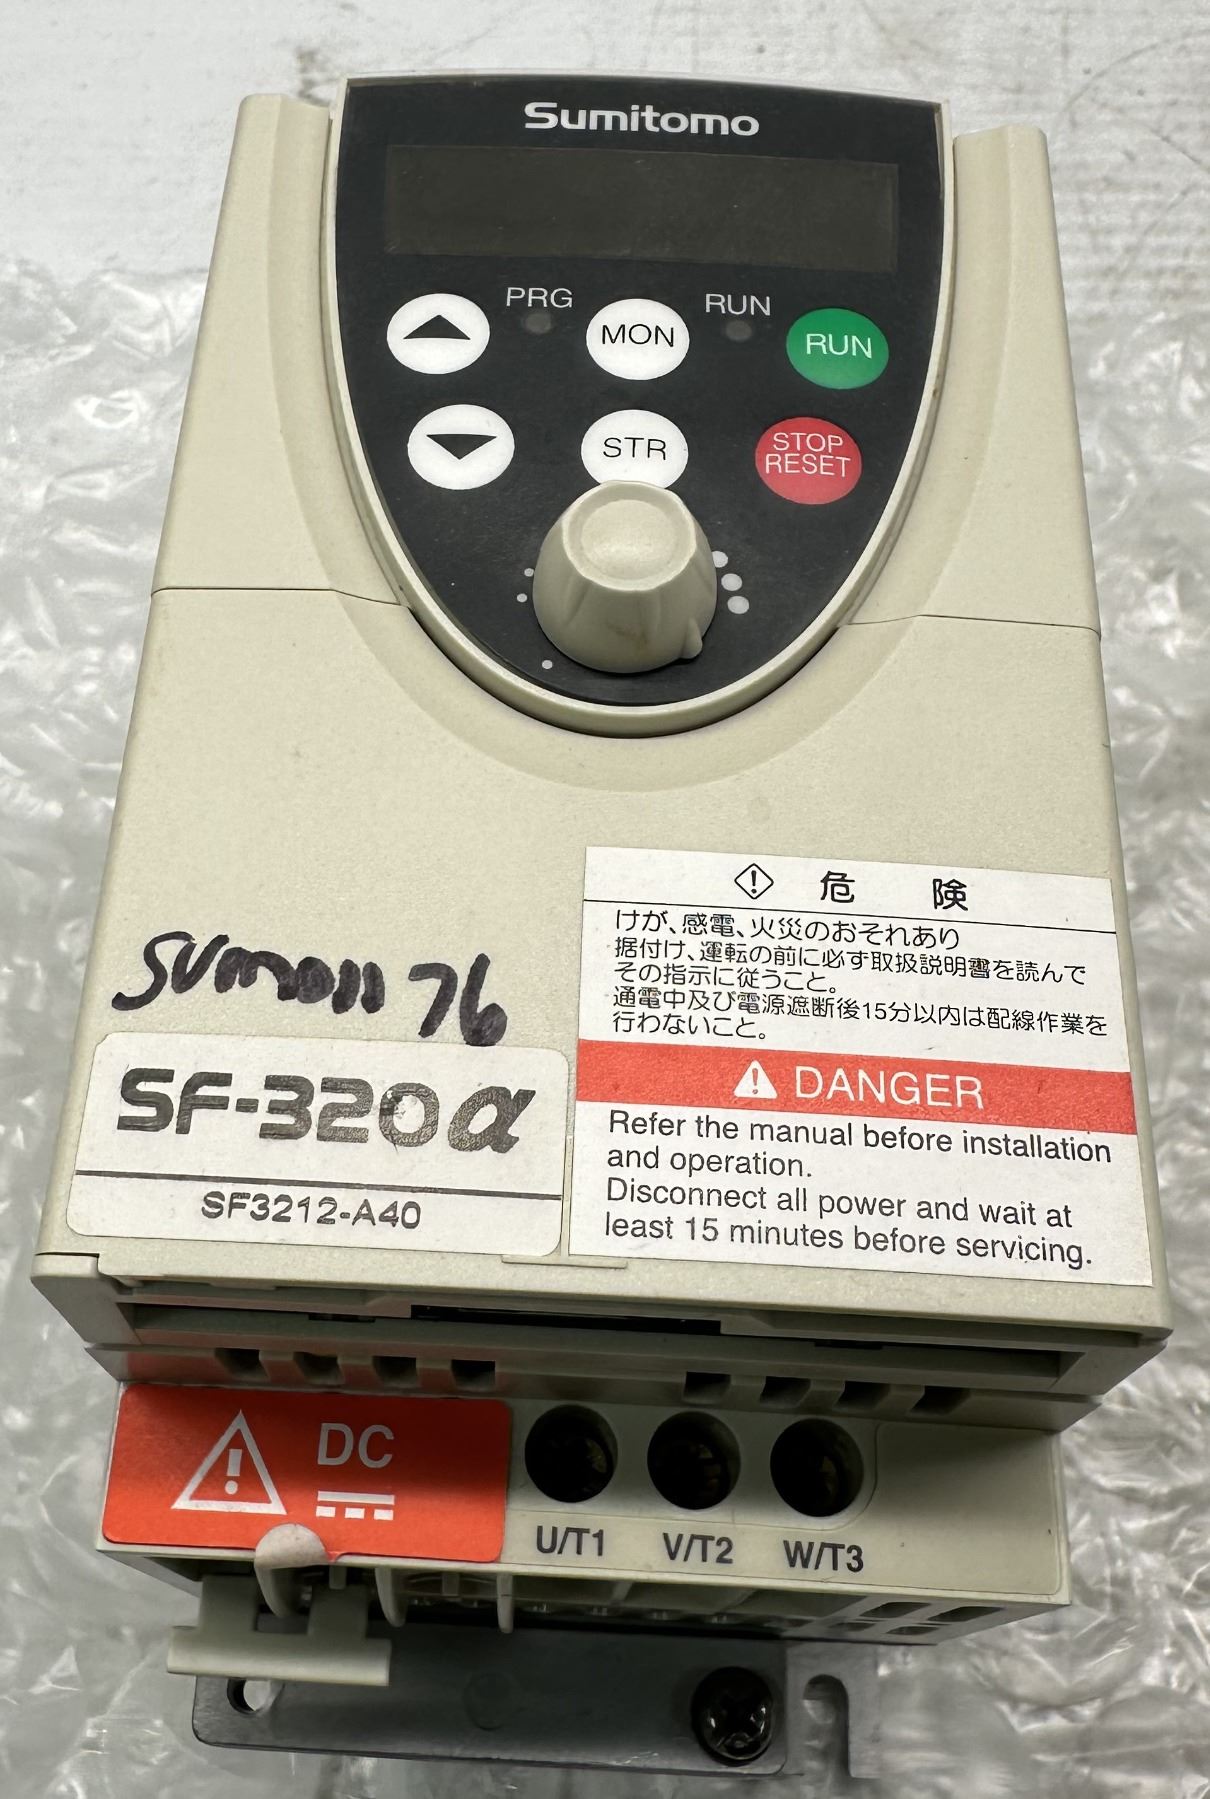 Sumitomo
PRG
RUN
MON
RUN
STR
STOP
RESET
危 険
けが、感電、火災のおそれあり
据付け、運転の前に必ず取扱説明書を読んで
その指示に従うこと。
通電中及び電源遮断後15分以内は配線作業を
行わないこと。
DANGER
Refer the manual before installation
and operation.
Disconnect all power and wait at
least 15 minutes before servicing.
76
SF-320α
SF3212-A40
DC
U/T1
V/T2
W/T3